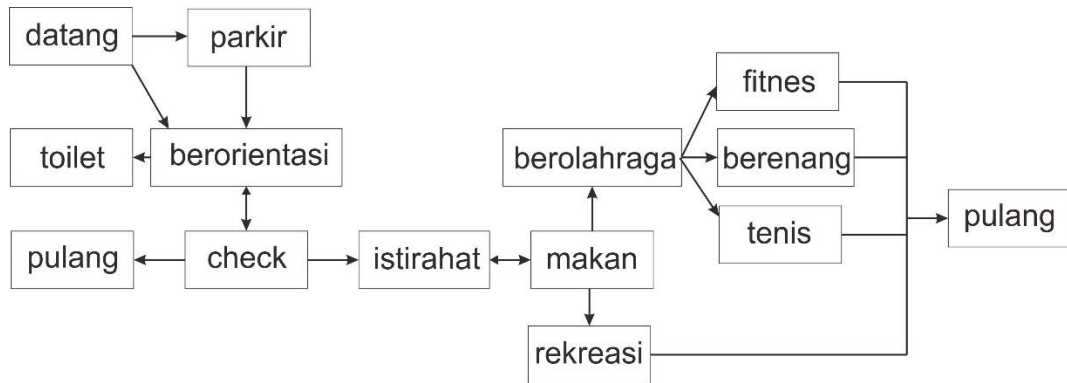 datang
parkir
fitnes
toilet
berorientasi
berolahraga
berenang
pulang
tenis
pulang
check
istirahat
makan
rekreasi